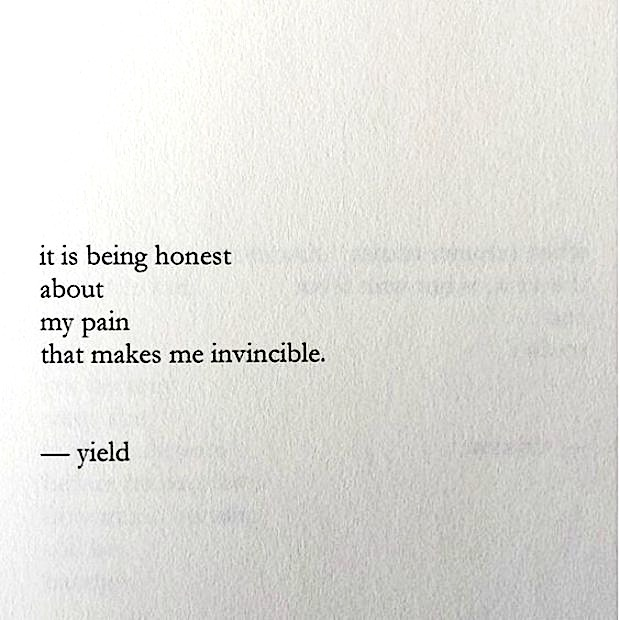 it is being honest
about
my pain
that makes me invincible.
— yield